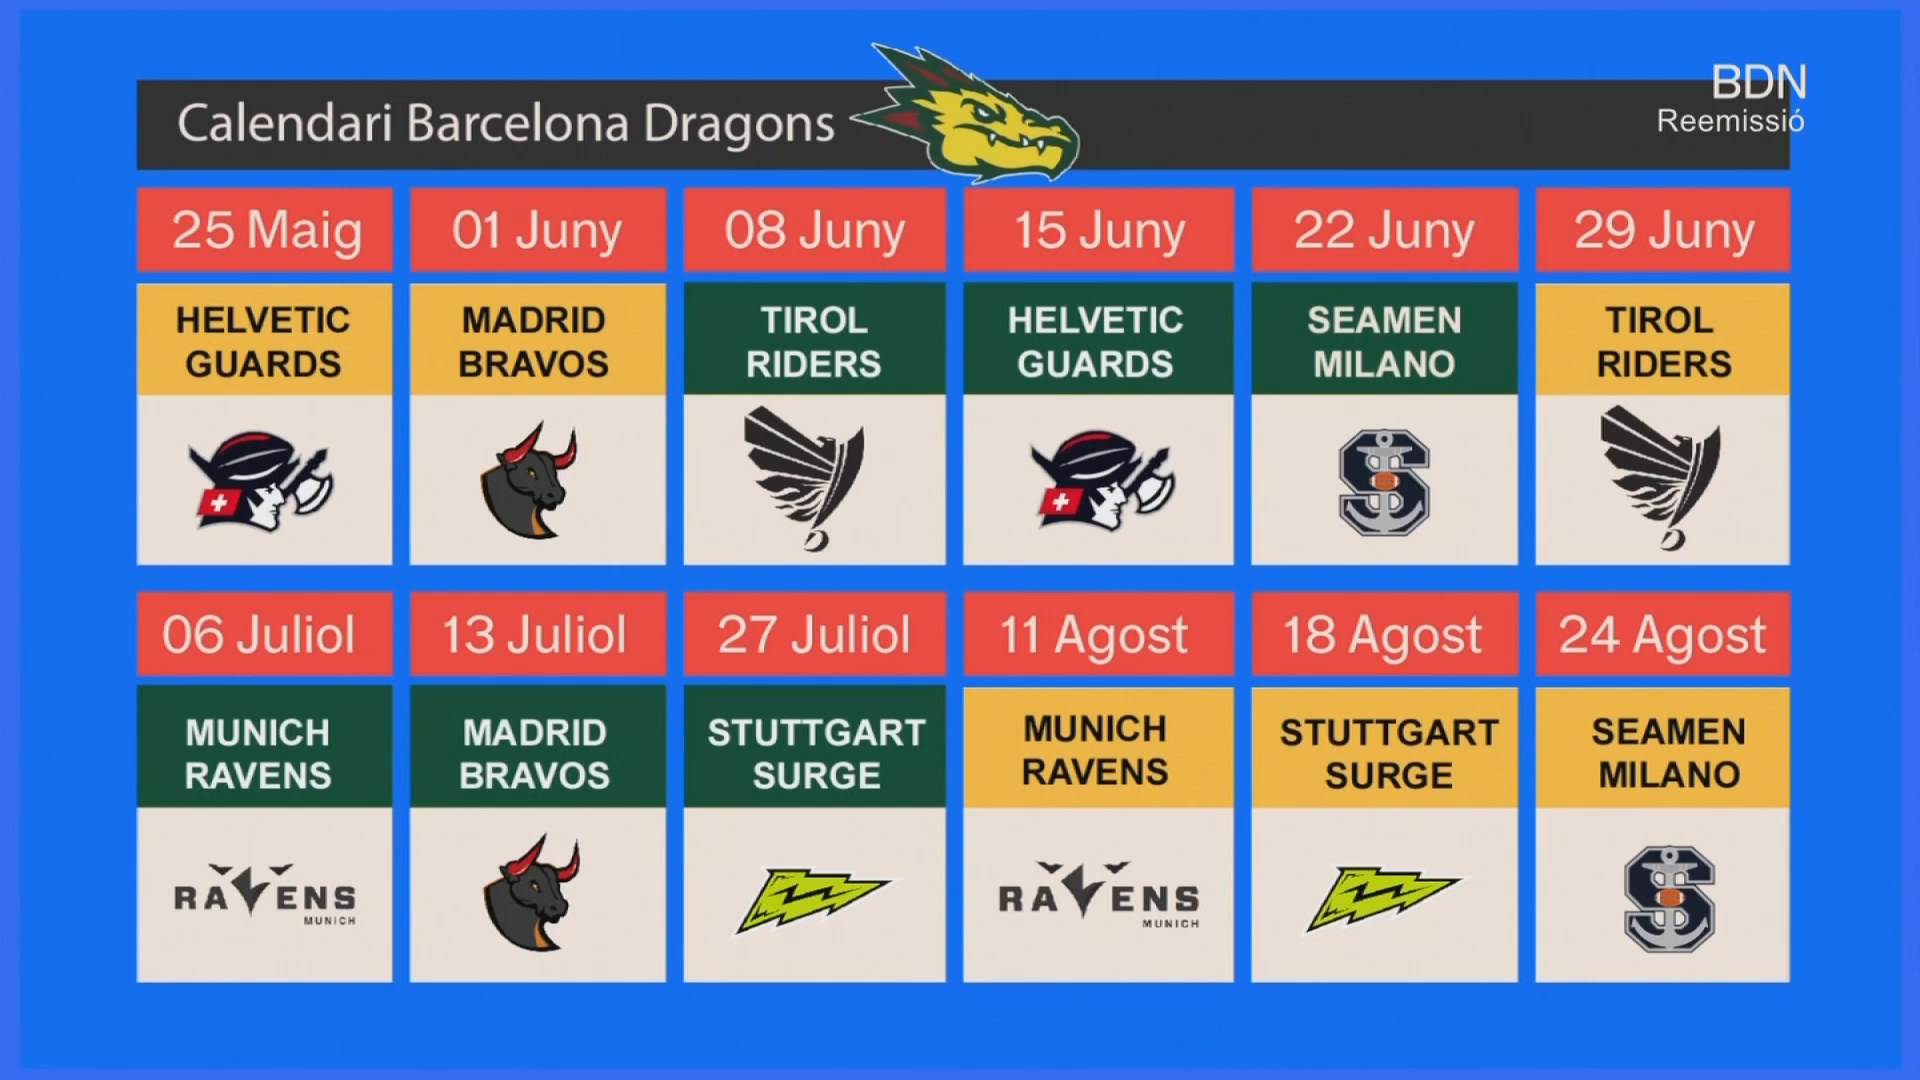 BDN
Reemissió
Calendari Barcelona Dragons
25 Maig
01 Juny
08 Juny
15 Juny
22 Juny
29 Juny
HELVETIC
GUARDS
MADRID
BRAVOS
TIROL
RIDERS
HELVETIC
GUARDS
SEAMEN
MILANO
TIROL
RIDERS
S
S
06 Juliol
13 Juliol
27 Juliol
11 Agost
18 Agost
24 Agost
MUNICH
RAVENS
MADRID
BRAVOS
STUTTGART
SURGE
MUNICH
RAVENS
STUTTGART
SURGE
SEAMEN
MILANO
RAVENS
MUNICH
RAVENS
MUNICH